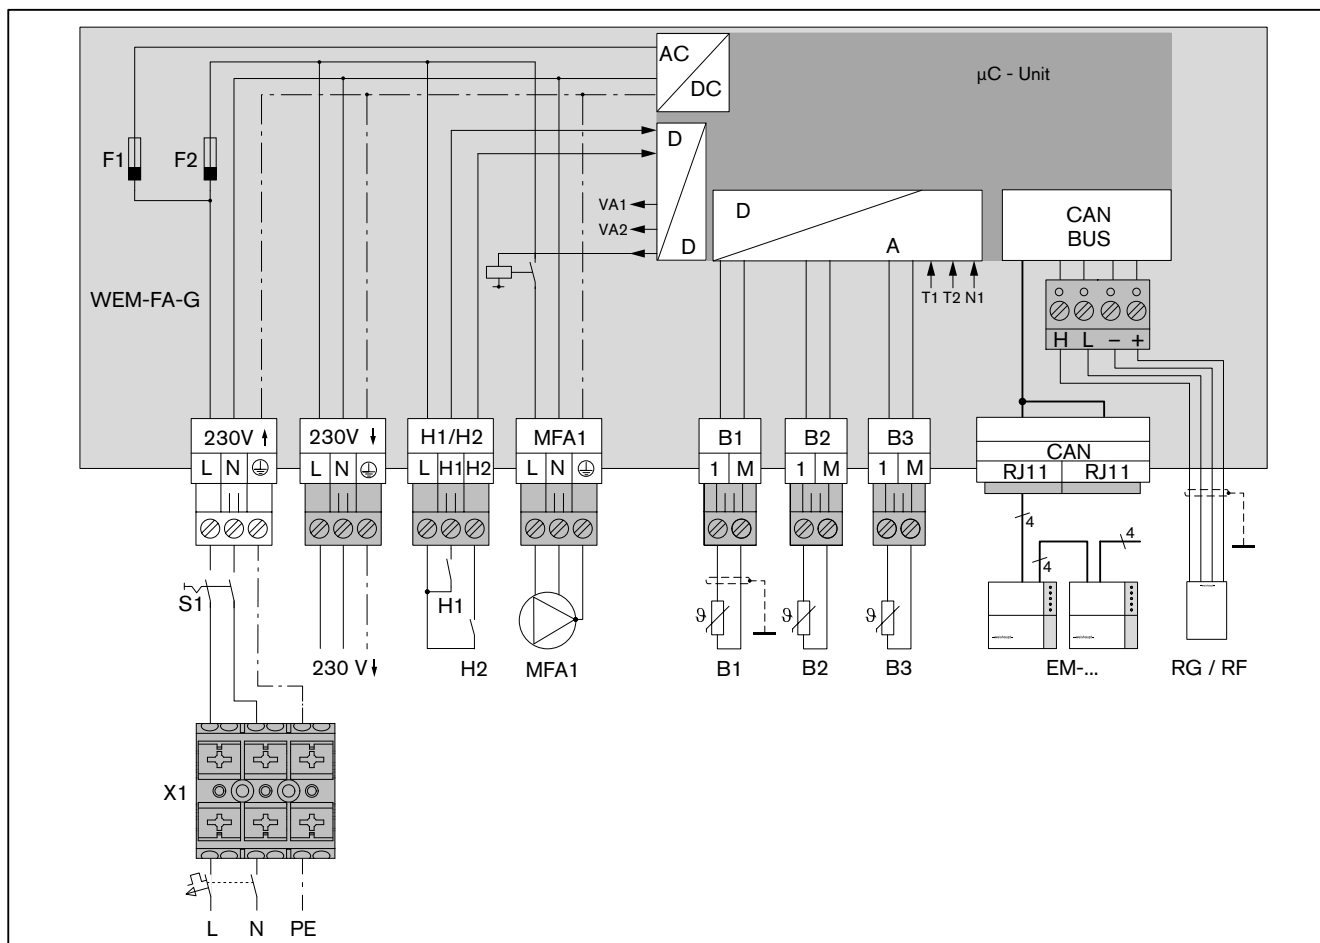 AC
DC
µC - Unit
F1
F2
D
D
VA1
VA2
D
A
CAN
BUS
T1 T2 N1
WEM-FA-G
H L – +
230V
L N
230V
L N
H1/H2
L H1 H2
MFA1
L N
B1
1 M
B2
1 M
B3
1 M
CAN
RJ11 RJ11
4
4
4
S1
H1
H2
230 V
MFA1
ϑ
ϑ
ϑ
B1
B2
B3
EM-...
RG / RF
X1
L N PE